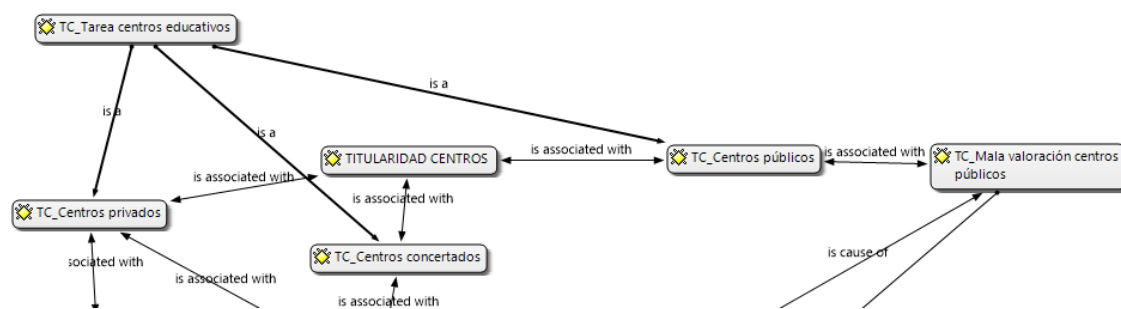 TC_Tarea centros educativos
is a
is a
is a
TITULARIDAD CENTROS
is associated with
TC_Centros públicos
is associated with
TC_Mala valoración centros
públicos
is associated with
is associated with
TC_Centros privados
TC_Centros concertados
is cause of
sociated with
is associated with
is associated with